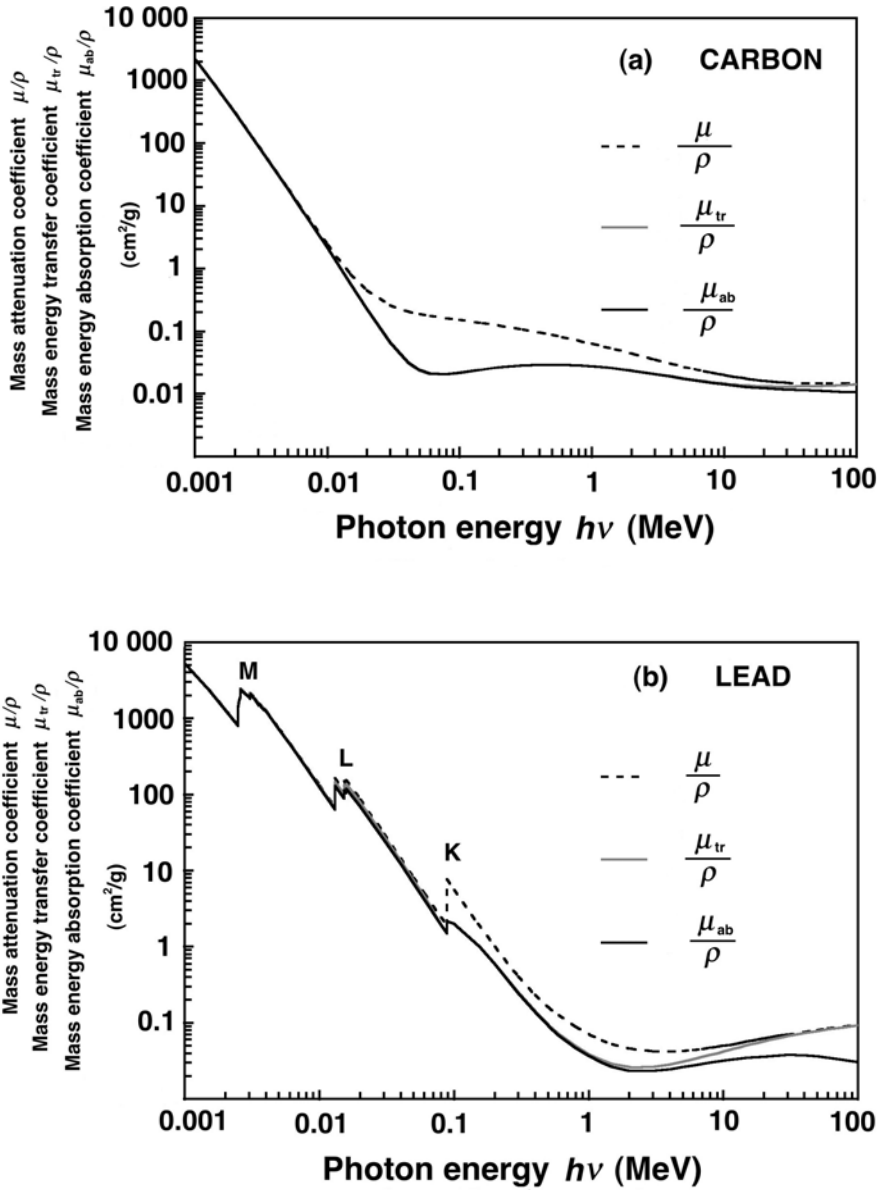 Mass attenuation coefficient μ/ρ
Mass energy transfer coefficient μtr/ρ
Mass energy absorption coefficient μab/ρ
(cm²/g)
10 000
1000
100
10
1
0.1
0.01
(a) CARBON
μ/ρ
μtr/ρ
μab/ρ
0.001 0.01 0.1 1 10 100
Photon energy hν (MeV)
Mass attenuation coefficient μ/ρ
Mass energy transfer coefficient μtr/ρ
Mass energy absorption coefficient μab/ρ
(cm²/g)
10 000
1000
100
10
1
0.1
M
L
K
(b) LEAD
μ/ρ
μtr/ρ
μab/ρ
0.001 0.01 0.1 1 10 100
Photon energy hν (MeV)